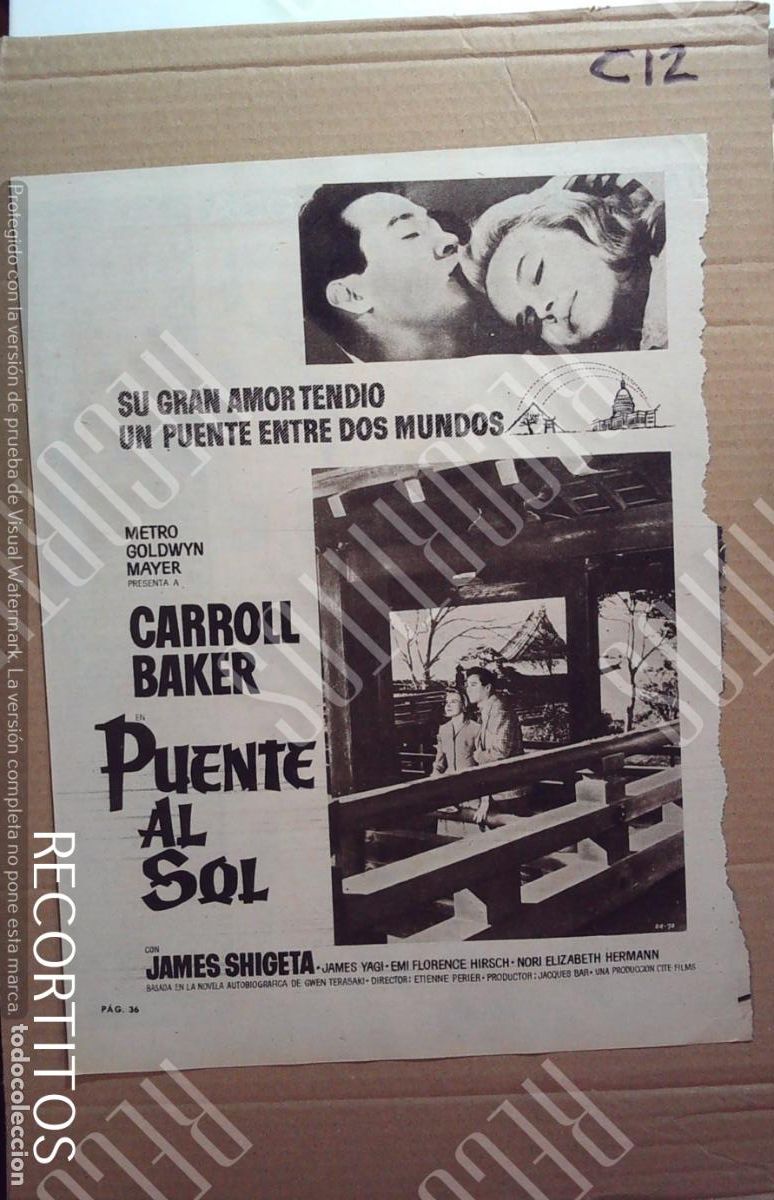 C12
SU GRAN AMOR TENDIO
UN PUENTE ENTRE DOS MUNDOS
METRO
GOLDWYN
MAYER
PRESENTA A
CARROLL
BAKER
EN
PUENTE
AL
SOL
CON
JAMES SHIGETA • JAMES YAGI • EMI FLORENCE HIRSCH • NORI ELIZABETH HERMANN
BASADA EN LA NOVELA AUTOBIOGRAFICA DE GWEN TERASAKI • DIRECTOR: ETIENNE PERIER • PRODUCTOR: JACQUES BAR • UNA PRODUCCION CITE FILMS
PÁG. 36
Protegido con la versión de prueba de Visual Watermark. La versión completa no pone esta marca.
todocoleccion
RECORTITOS